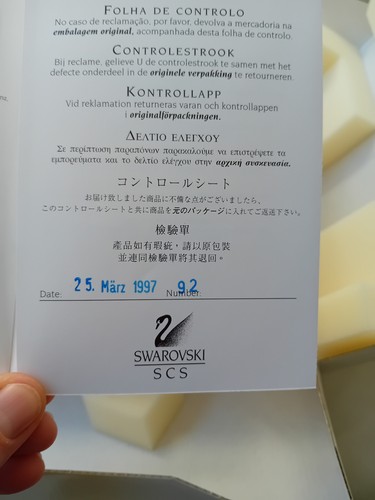 FOLHA DE CONTROLO
No caso de reclamação, por favor, devolva a mercadoria na
embalagem original, acompanhada desta folha de controlo.
CONTROLESTROOK
Bij reclame, gelieve U de controlestrook te samen met het
defecte onderdeel in de originele verpakking te retourneren
KONTROLLAPP
Vid reklamation returneras varan och kontrollappen
i originalförpackningen.
ΔΕΛΤΙΟ ΕΛΕΓΧΟΥ
Σε περίπτωση παραπόνων παρακαλούμε να επιστρέψετε τα
εμπορεύματα και το δελτίο ελέγχου στην αρχική συσκευασία.
コントロールシート
お届け致しました商品に不備な点がございましたら、
このコントロールシートと共に商品を元のパッケージに入れてご返送下さい。
檢驗單
產品如有瑕疵，請以原包裝
並連同檢驗單將其退回。
Date: 25. März 1997 Number: 92
SWAROVSKI
SCS